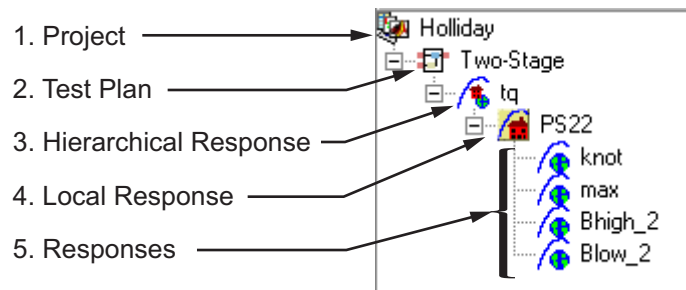 1. Project
Holliday
2. Test Plan
Two-Stage
3. Hierarchical Response
tq
4. Local Response
PS22
5. Responses
knot
max
Bhigh_2
Blow_2